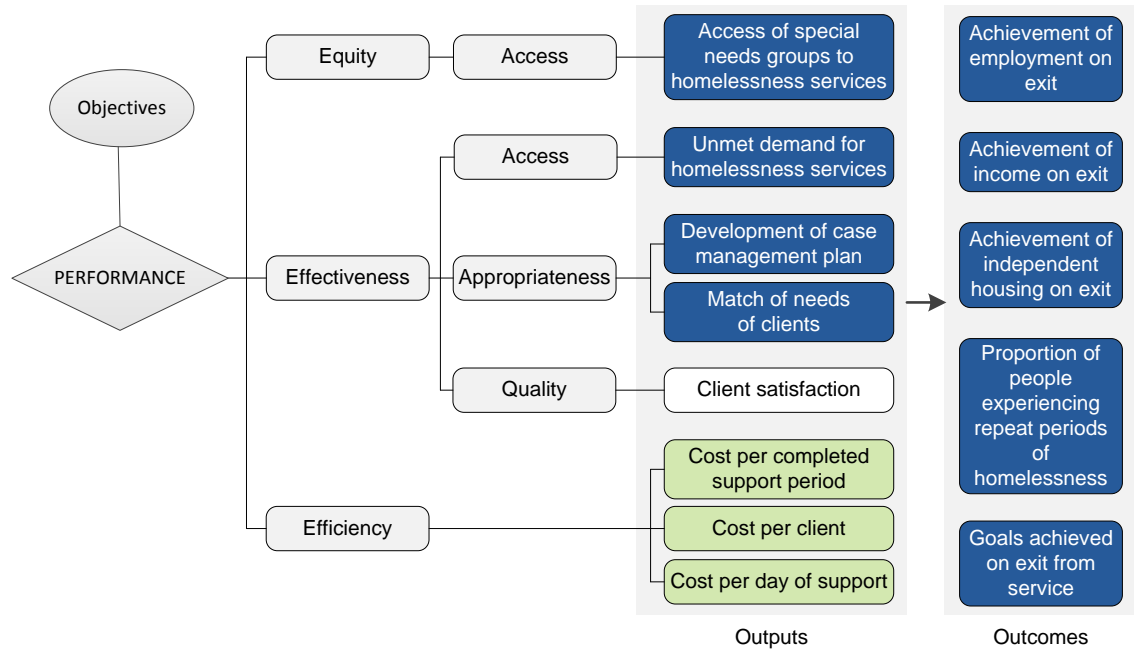 Objectives
PERFORMANCE
Equity
Access
Access of special
needs groups to
homelessness services
Effectiveness
Access
Unmet demand for
homelessness services
Appropriateness
Development of case
management plan
Match of needs
of clients
Quality
Client satisfaction
Efficiency
Cost per completed
support period
Cost per client
Cost per day of support
Outputs
Achievement of
employment on
exit
Achievement of
income on exit
Achievement of
independent
housing on exit
Proportion of
people
experiencing
repeat periods
of
homelessness
Goals achieved
on exit from
service
Outcomes